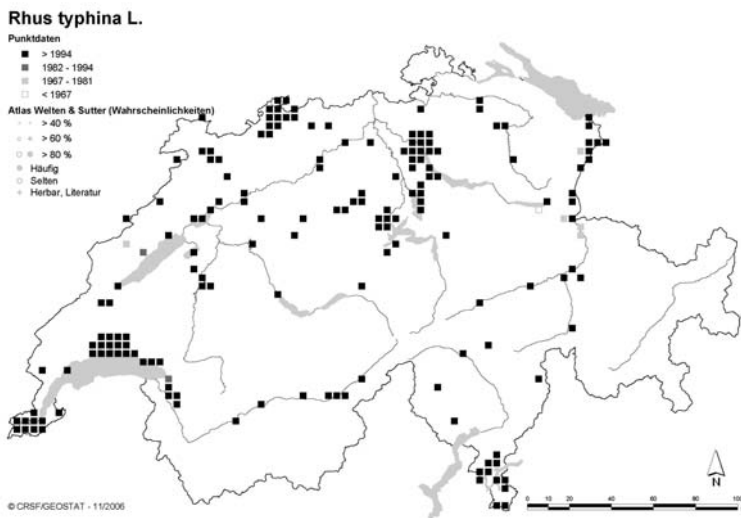 Rhus typhina L.
Punktdaten
> 1994
1982 - 1994
1967 - 1981
< 1967
Atlas Welten & Sutter (Wahrscheinlichkeiten)
> 40 %
> 60 %
> 80 %
Häufig
Selten
Herbar, Literatur
N
0 20 40 60 80 100
© CRSF/GEOSTAT - 11/2006